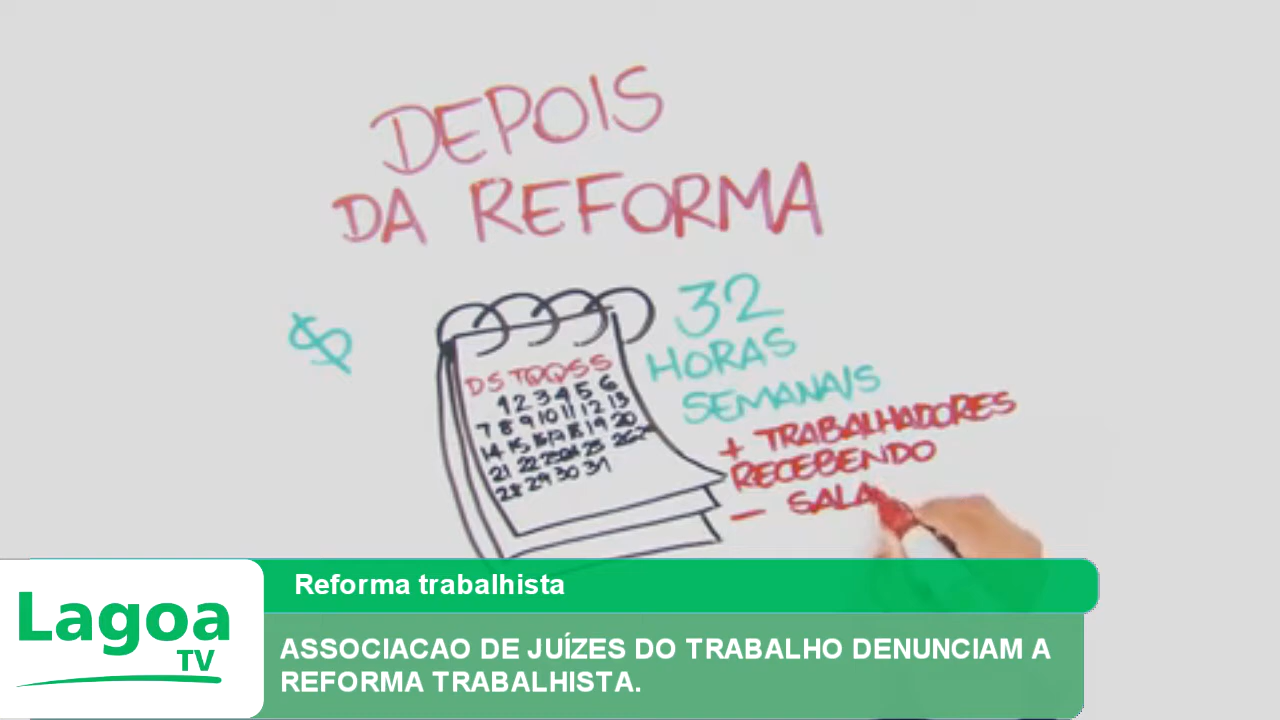 DEPOIS
DA REFORMA
$
32
HORAS
SEMANAIS
+ TRABALHADORES
RECEBENDO
- SALA
D S T Q Q S S
1 2 3 4 5 6
7 8 9 10 11 12 13
14 15 16 17 18 19 20
21 22 23 24 25 26 27
28 29 30 31
Lagoa
TV
Reforma trabalhista
ASSOCIACAO DE JUÍZES DO TRABALHO DENUNCIAM A
REFORMA TRABALHISTA.